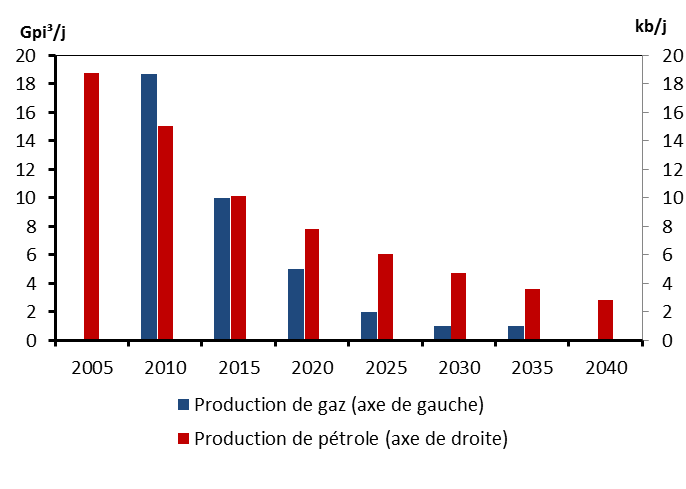 Gpi³/j kb/j
20 20
18 18
16 16
14 14
12 12
10 10
8 8
6 6
4 4
2 2
0 0
2005 2010 2015 2020 2025 2030 2035 2040
Production de gaz (axe de gauche)
Production de pétrole (axe de droite)